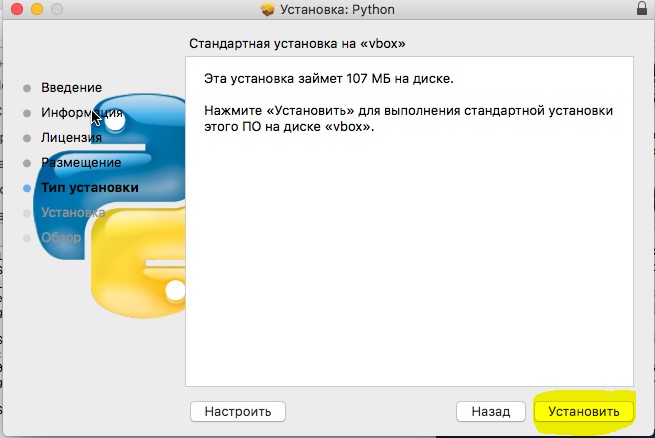 Установка: Python
Стандартная установка на «vbox»
Введение
Информация
Лицензия
Размещение
Тип установки
Установка
Обзор
Эта установка займет 107 МБ на диске.
Нажмите «Установить» для выполнения стандартной установки
этого ПО на диске «vbox».
Настроить
Назад
Установить